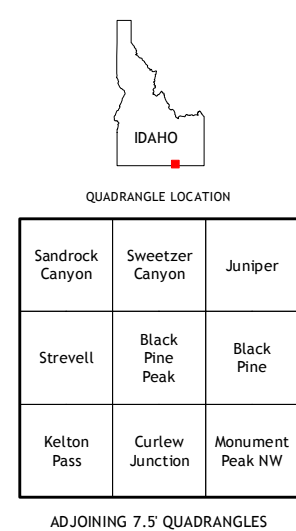 IDAHO
QUADRANGLE LOCATION
Sandrock
Canyon
Sweetzer
Canyon
Juniper
Strevell
Black
Pine
Peak
Black
Pine
Kelton
Pass
Curlew
Junction
Monument
Peak NW
ADJOINING 7.5' QUADRANGLES